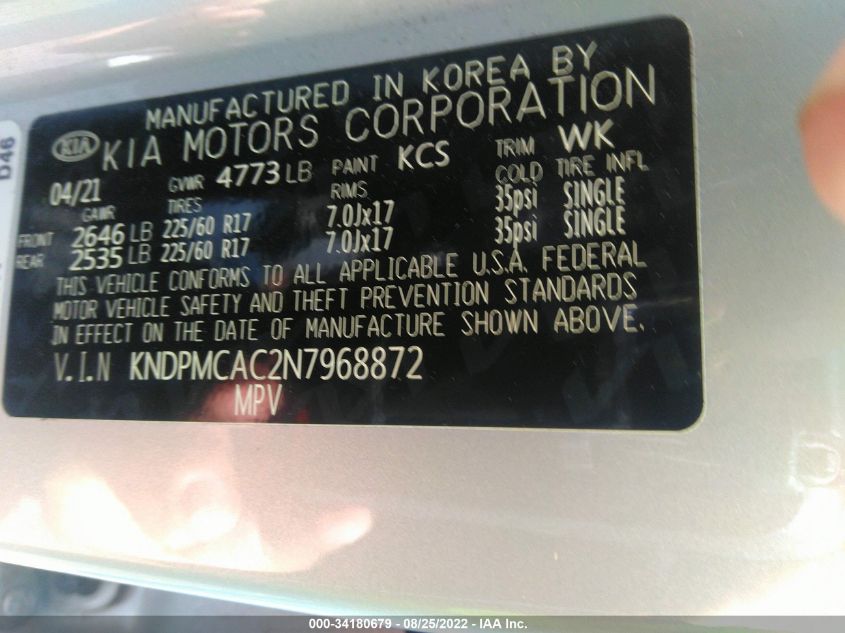 D46
MANUFACTURED IN KOREA BY
KIA KIA MOTORS CORPORATION
04/21 GVWR 4773 LB PAINT KCS TRIM WK
GAWR TIRES RIMS COLD TIRE INFL
FRONT 2646 LB 225/60 R17 7.0Jx17 35psi SINGLE
REAR 2535 LB 225/60 R17 7.0Jx17 35psi SINGLE
THIS VEHICLE CONFORMS TO ALL APPLICABLE U.S.A. FEDERAL
MOTOR VEHICLE SAFETY AND THEFT PREVENTION STANDARDS
IN EFFECT ON THE DATE OF MANUFACTURE SHOWN ABOVE.
V.I.N KNDPMCAC2N7968872
MPV
000-34180679 - 08/25/2022 - IAA Inc.